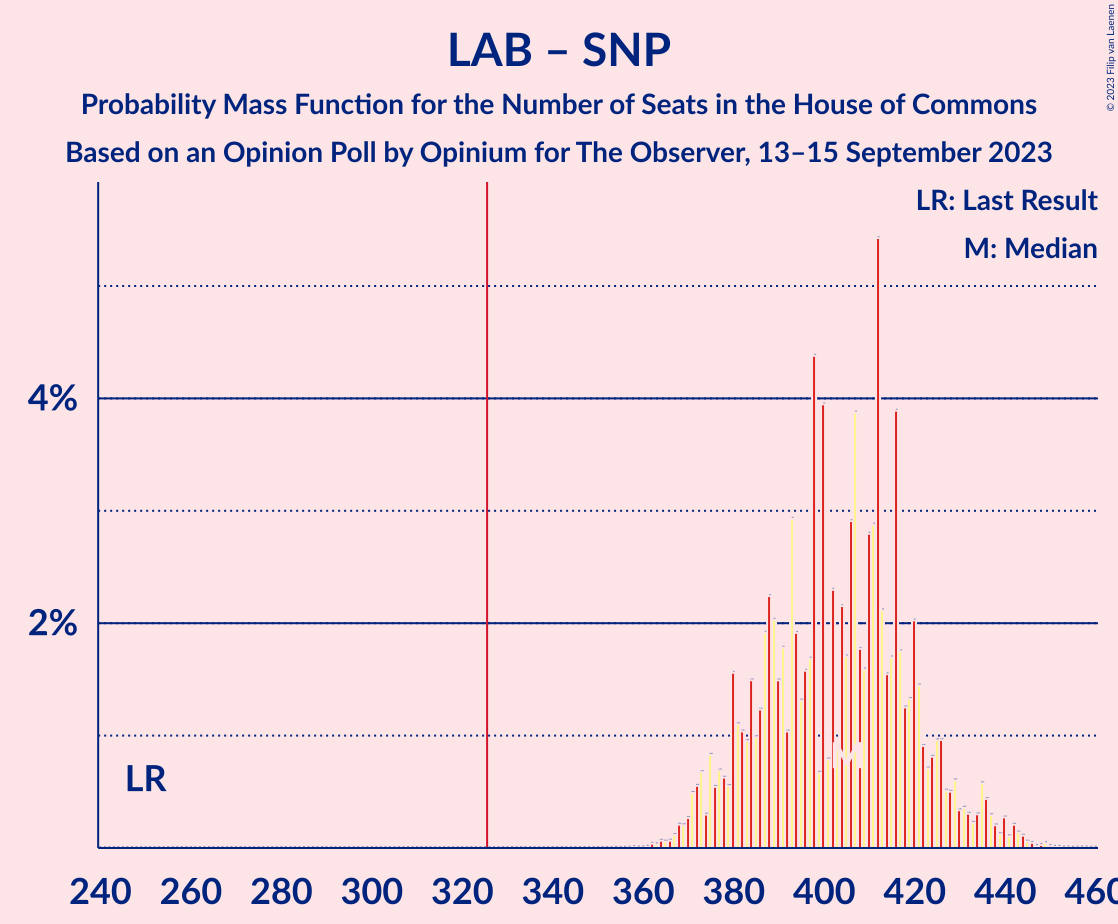 LAB – SNP
Probability Mass Function for the Number of Seats in the House of Commons
Based on an Opinion Poll by Opinium for The Observer, 13–15 September 2023
© 2023 Filip van Laenen
LR: Last Result
M: Median
4%
2%
LR
M
240 260 280 300 320 340 360 380 400 420 440 460